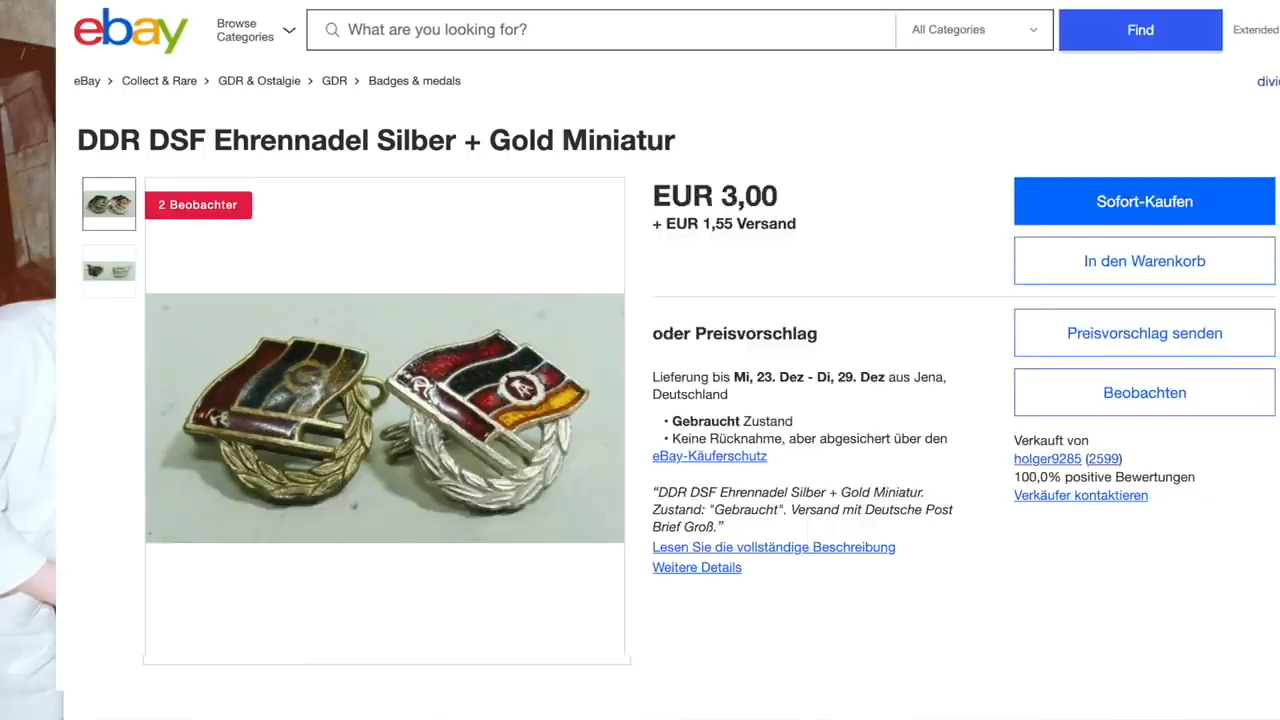 ebay
Browse
Categories
What are you looking for?
All Categories
Find
Extended
eBay > Collect & Rare > GDR & Ostalgie > GDR > Badges & medals
DDR DSF Ehrennadel Silber + Gold Miniatur
2 Beobachter
EUR 3,00
+ EUR 1,55 Versand
oder Preisvorschlag
Lieferung bis Mi, 23. Dez - Di, 29. Dez aus Jena,
Deutschland
• Gebraucht Zustand
• Keine Rücknahme, aber abgesichert über den
eBay-Käuferschutz
“DDR DSF Ehrennadel Silber + Gold Miniatur.
Zustand: "Gebraucht". Versand mit Deutsche Post
Brief Groß.”
Lesen Sie die vollständige Beschreibung
Weitere Details
Sofort-Kaufen
In den Warenkorb
Preisvorschlag senden
Beobachten
Verkauft von
holger9285 (2599)
100,0% positive Bewertungen
Verkäufer kontaktieren